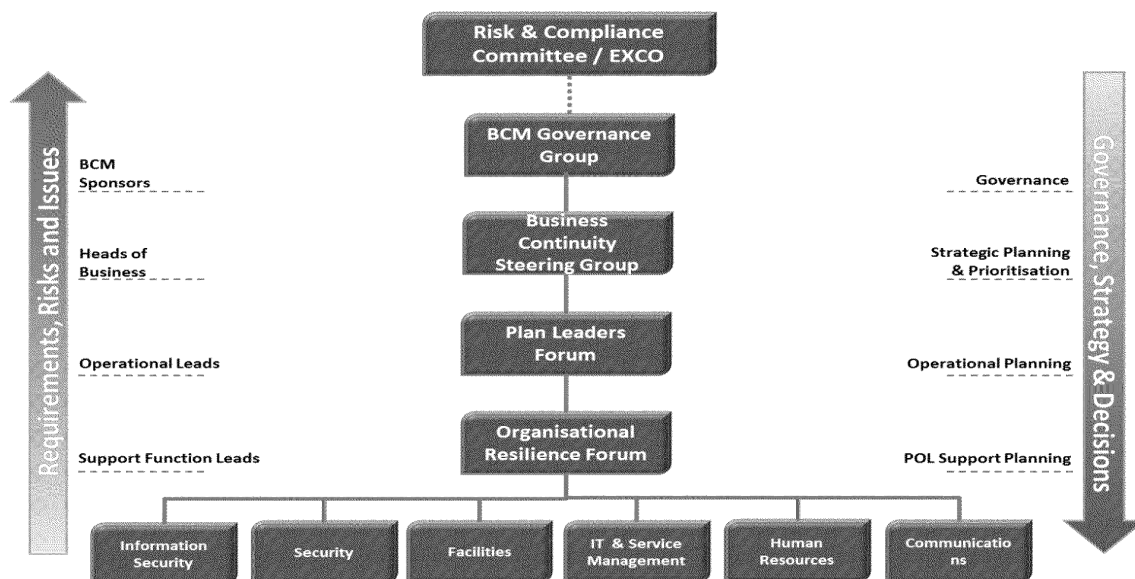 Risk & Compliance
Committee / EXCO
BCM Governance
Group
BCM
Sponsors
Governance
Business
Continuity
Steering Group
Heads of
Business
Strategic Planning
& Prioritisation
Plan Leaders
Forum
Operational Leads
Operational Planning
Organisational
Resilience Forum
Support Function Leads
POL Support Planning
Information
Security
Security
Facilities
IT & Service
Management
Human
Resources
Communicatio
ns
Requirements, Risks and Issues
Governance, Strategy & Decisions